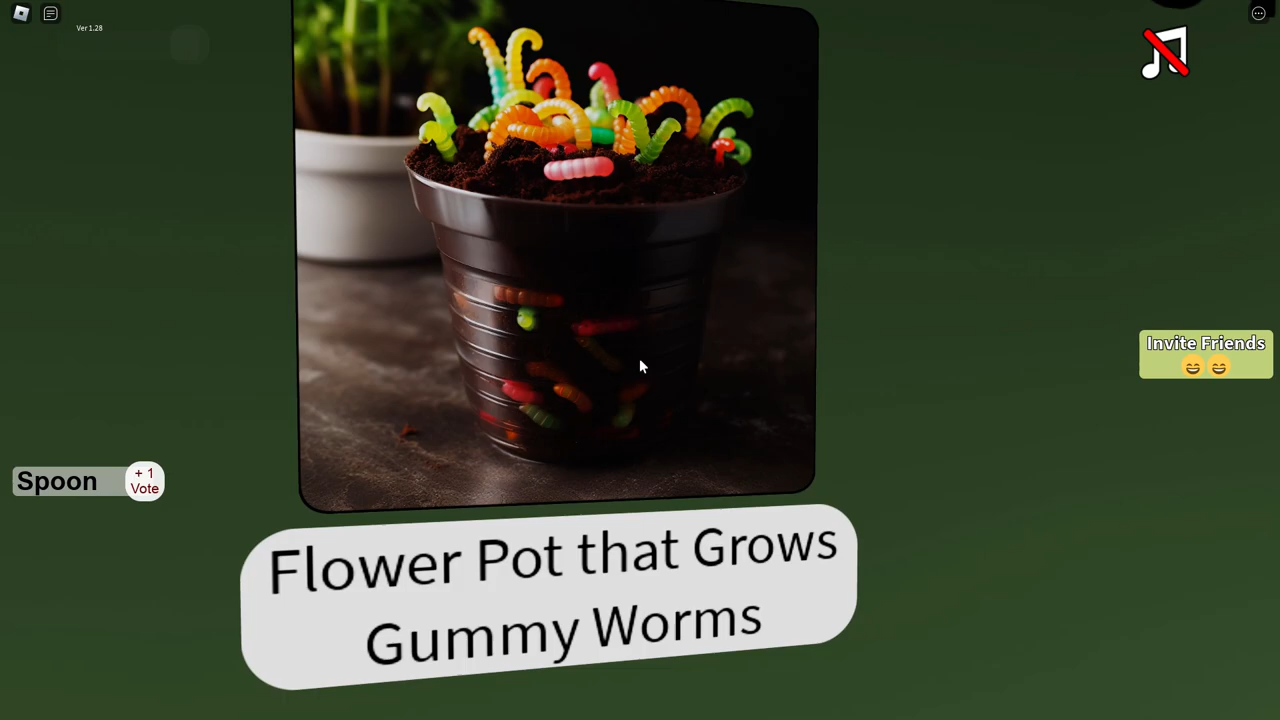 Ver 1.28
Invite Friends
Spoon
+ 1
Vote
Flower Pot that Grows
Gummy Worms